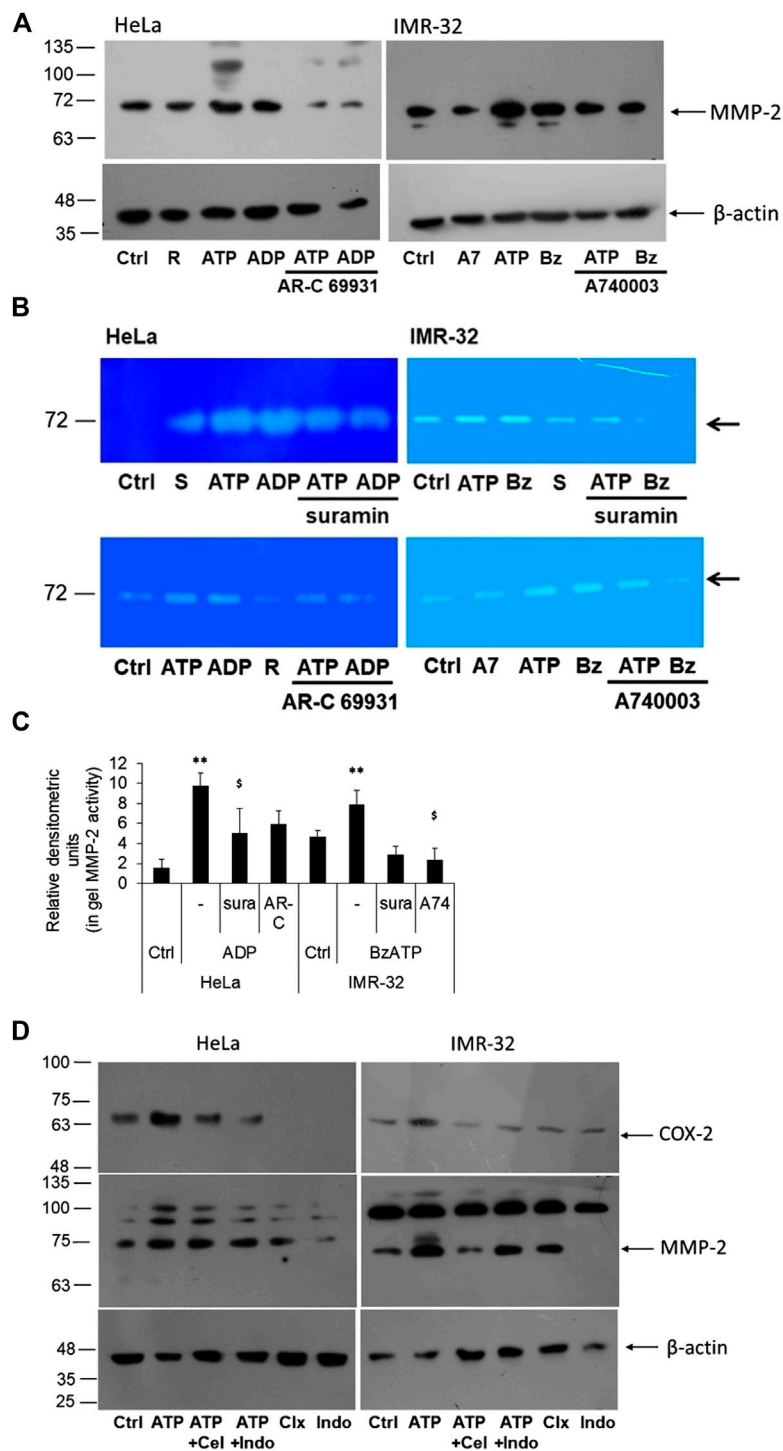 A
HeLa
IMR-32
135
100
72
63
MMP-2
48
35
β-actin
Ctrl R ATP ADP ATP ADP
AR-C 69931
Ctrl A7 ATP Bz ATP Bz
A740003
B
HeLa
IMR-32
72
Ctrl S ATP ADP ATP ADP
suramin
Ctrl ATP Bz S ATP Bz
suramin
72
Ctrl ATP ADP R ATP ADP
AR-C 69931
Ctrl A7 ATP Bz ATP Bz
A740003
C
Relative densitometric
units
(in gel MMP-2 activity)
12
10
8
6
4
2
0
**
$
**
$
- sura AR-C - sura A74
Ctrl ADP Ctrl BzATP
HeLa IMR-32
D
HeLa
IMR-32
100
75
63
48
COX-2
135
100
75
63
MMP-2
48
35
25
β-actin
Ctrl ATP ATP +Cel ATP +Indo Clx Indo
Ctrl ATP ATP +Cel ATP +Indo Clx Indo